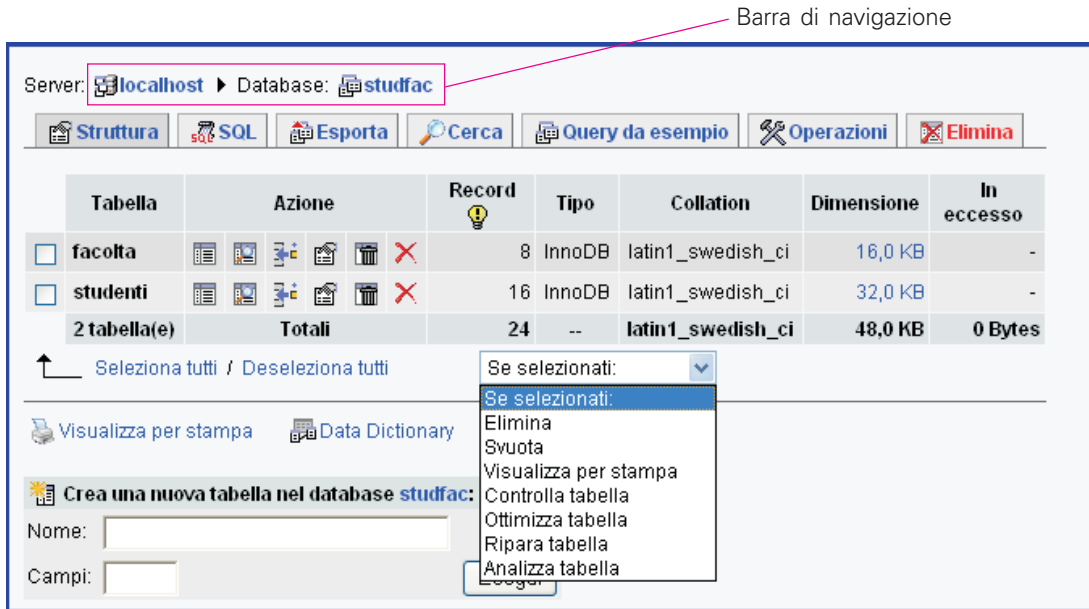 Barra di navigazione
Server: localhost ▶ Database: studfac
Struttura SQL Esporta Cerca Query da esempio Operazioni Elimina
Tabella Azione Record Tipo Collation Dimensione In eccesso
facolta 8 InnoDB latin1_swedish_ci 16,0 KB -
studenti 16 InnoDB latin1_swedish_ci 32,0 KB -
2 tabella(e) Totali 24 -- latin1_swedish_ci 48,0 KB 0 Bytes
Seleziona tutti / Deseleziona tutti Se selezionati:
Se selezionati:
Elimina
Svuota
Visualizza per stampa
Controlla tabella
Ottimizza tabella
Ripara tabella
Analizza tabella
Visualizza per stampa Data Dictionary
Crea una nuova tabella nel database studfac:
Nome:
Campi: